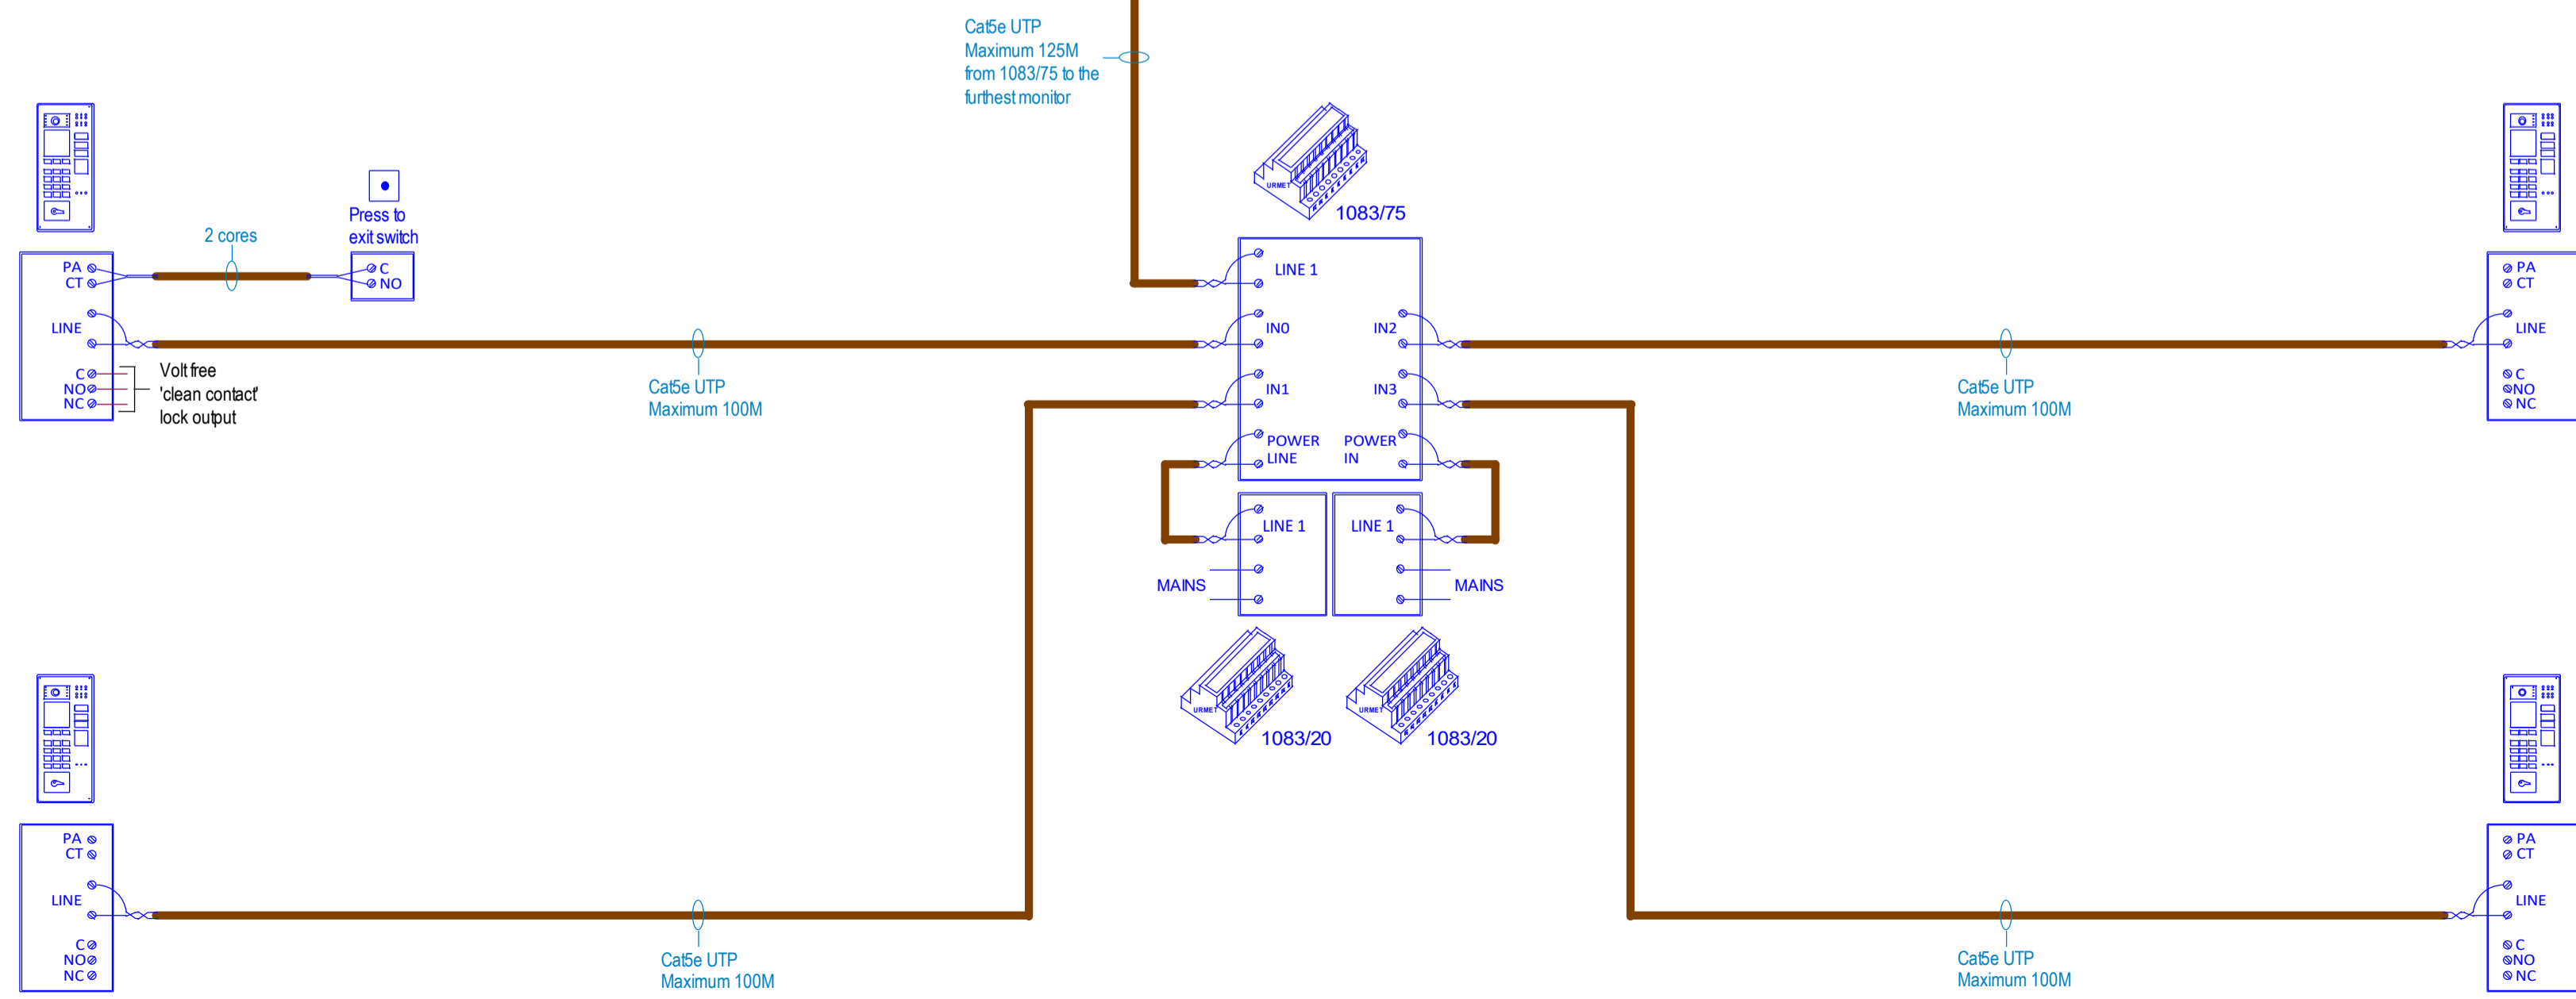 Cat5e UTP
Maximum 125M
from 1083/75 to the
furthest monitor
URMET
1083/75
Press to
exit switch
2 cores
PA
CT
LINE
C
NO
NC
C
NO
Volt free
'clean contact'
lock output
Cat5e UTP
Maximum 100M
LINE 1
IN0
IN1
POWER
LINE
IN2
IN3
POWER
IN
Cat5e UTP
Maximum 100M
PA
CT
LINE
C
NO
NC
LINE 1
LINE 1
MAINS
MAINS
URMET
1083/20
URMET
1083/20
PA
CT
LINE
C
NO
NC
Cat5e UTP
Maximum 100M
Cat5e UTP
Maximum 100M
PA
CT
LINE
C
NO
NC